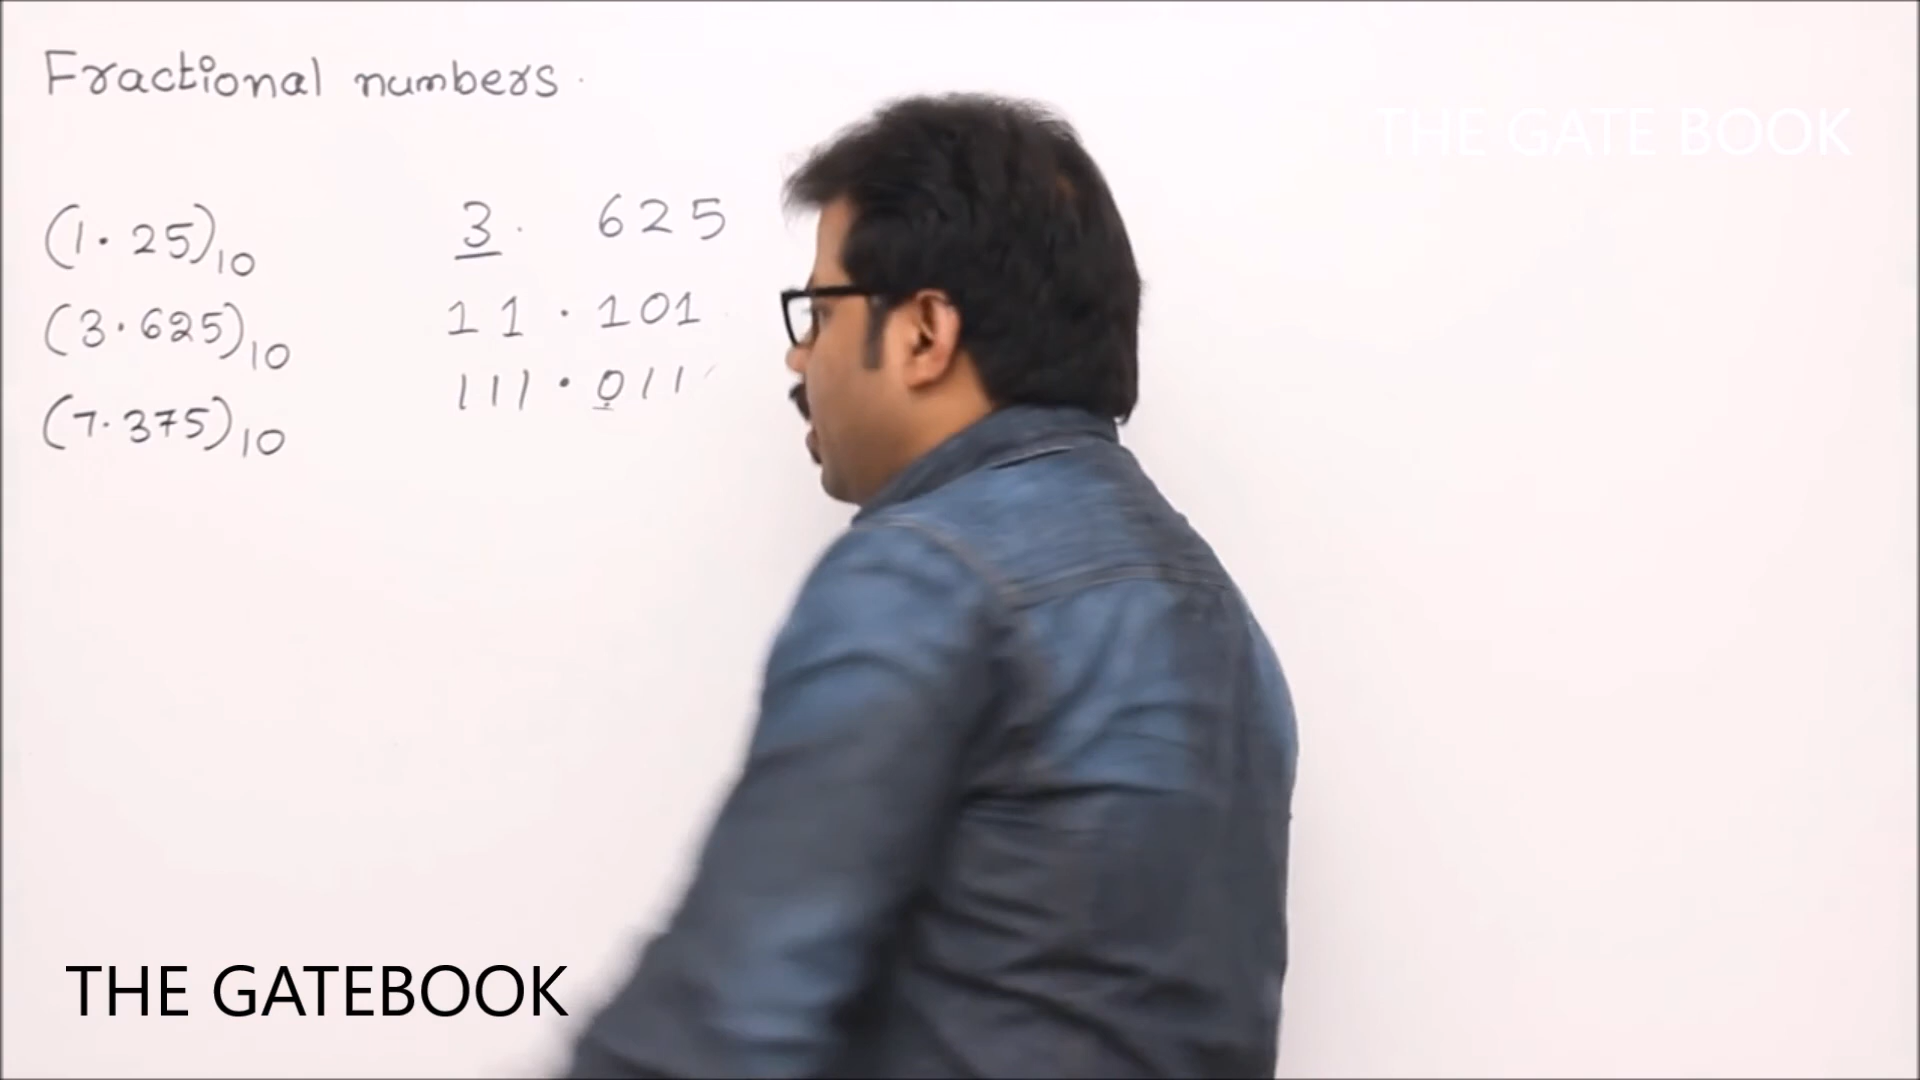 Fractional numbers.
THE GATE BOOK
(1.25)10
(3.625)10
(7.375)10
3. 625
11.101
111.011
THE GATEBOOK